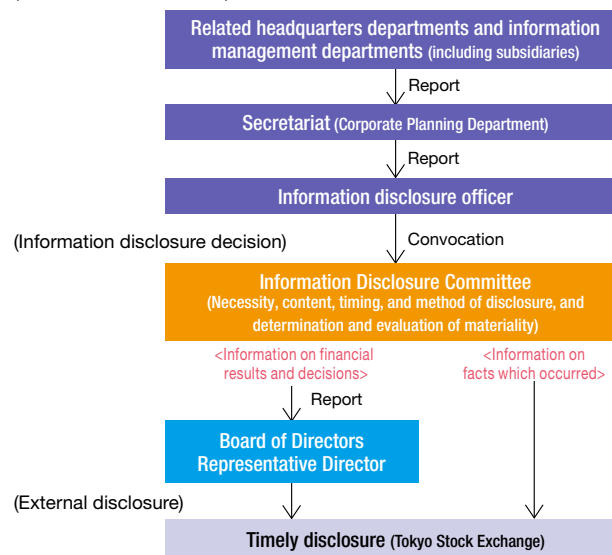 Related headquarters departments and information
management departments (including subsidiaries)
Report
Secretariat (Corporate Planning Department)
Report
Information disclosure officer
(Information disclosure decision)
Convocation
Information Disclosure Committee
(Necessity, content, timing, and method of disclosure, and
determination and evaluation of materiality)
<Information on financial
results and decisions>
<Information on
facts which occurred>
Report
Board of Directors
Representative Director
(External disclosure)
Timely disclosure (Tokyo Stock Exchange)